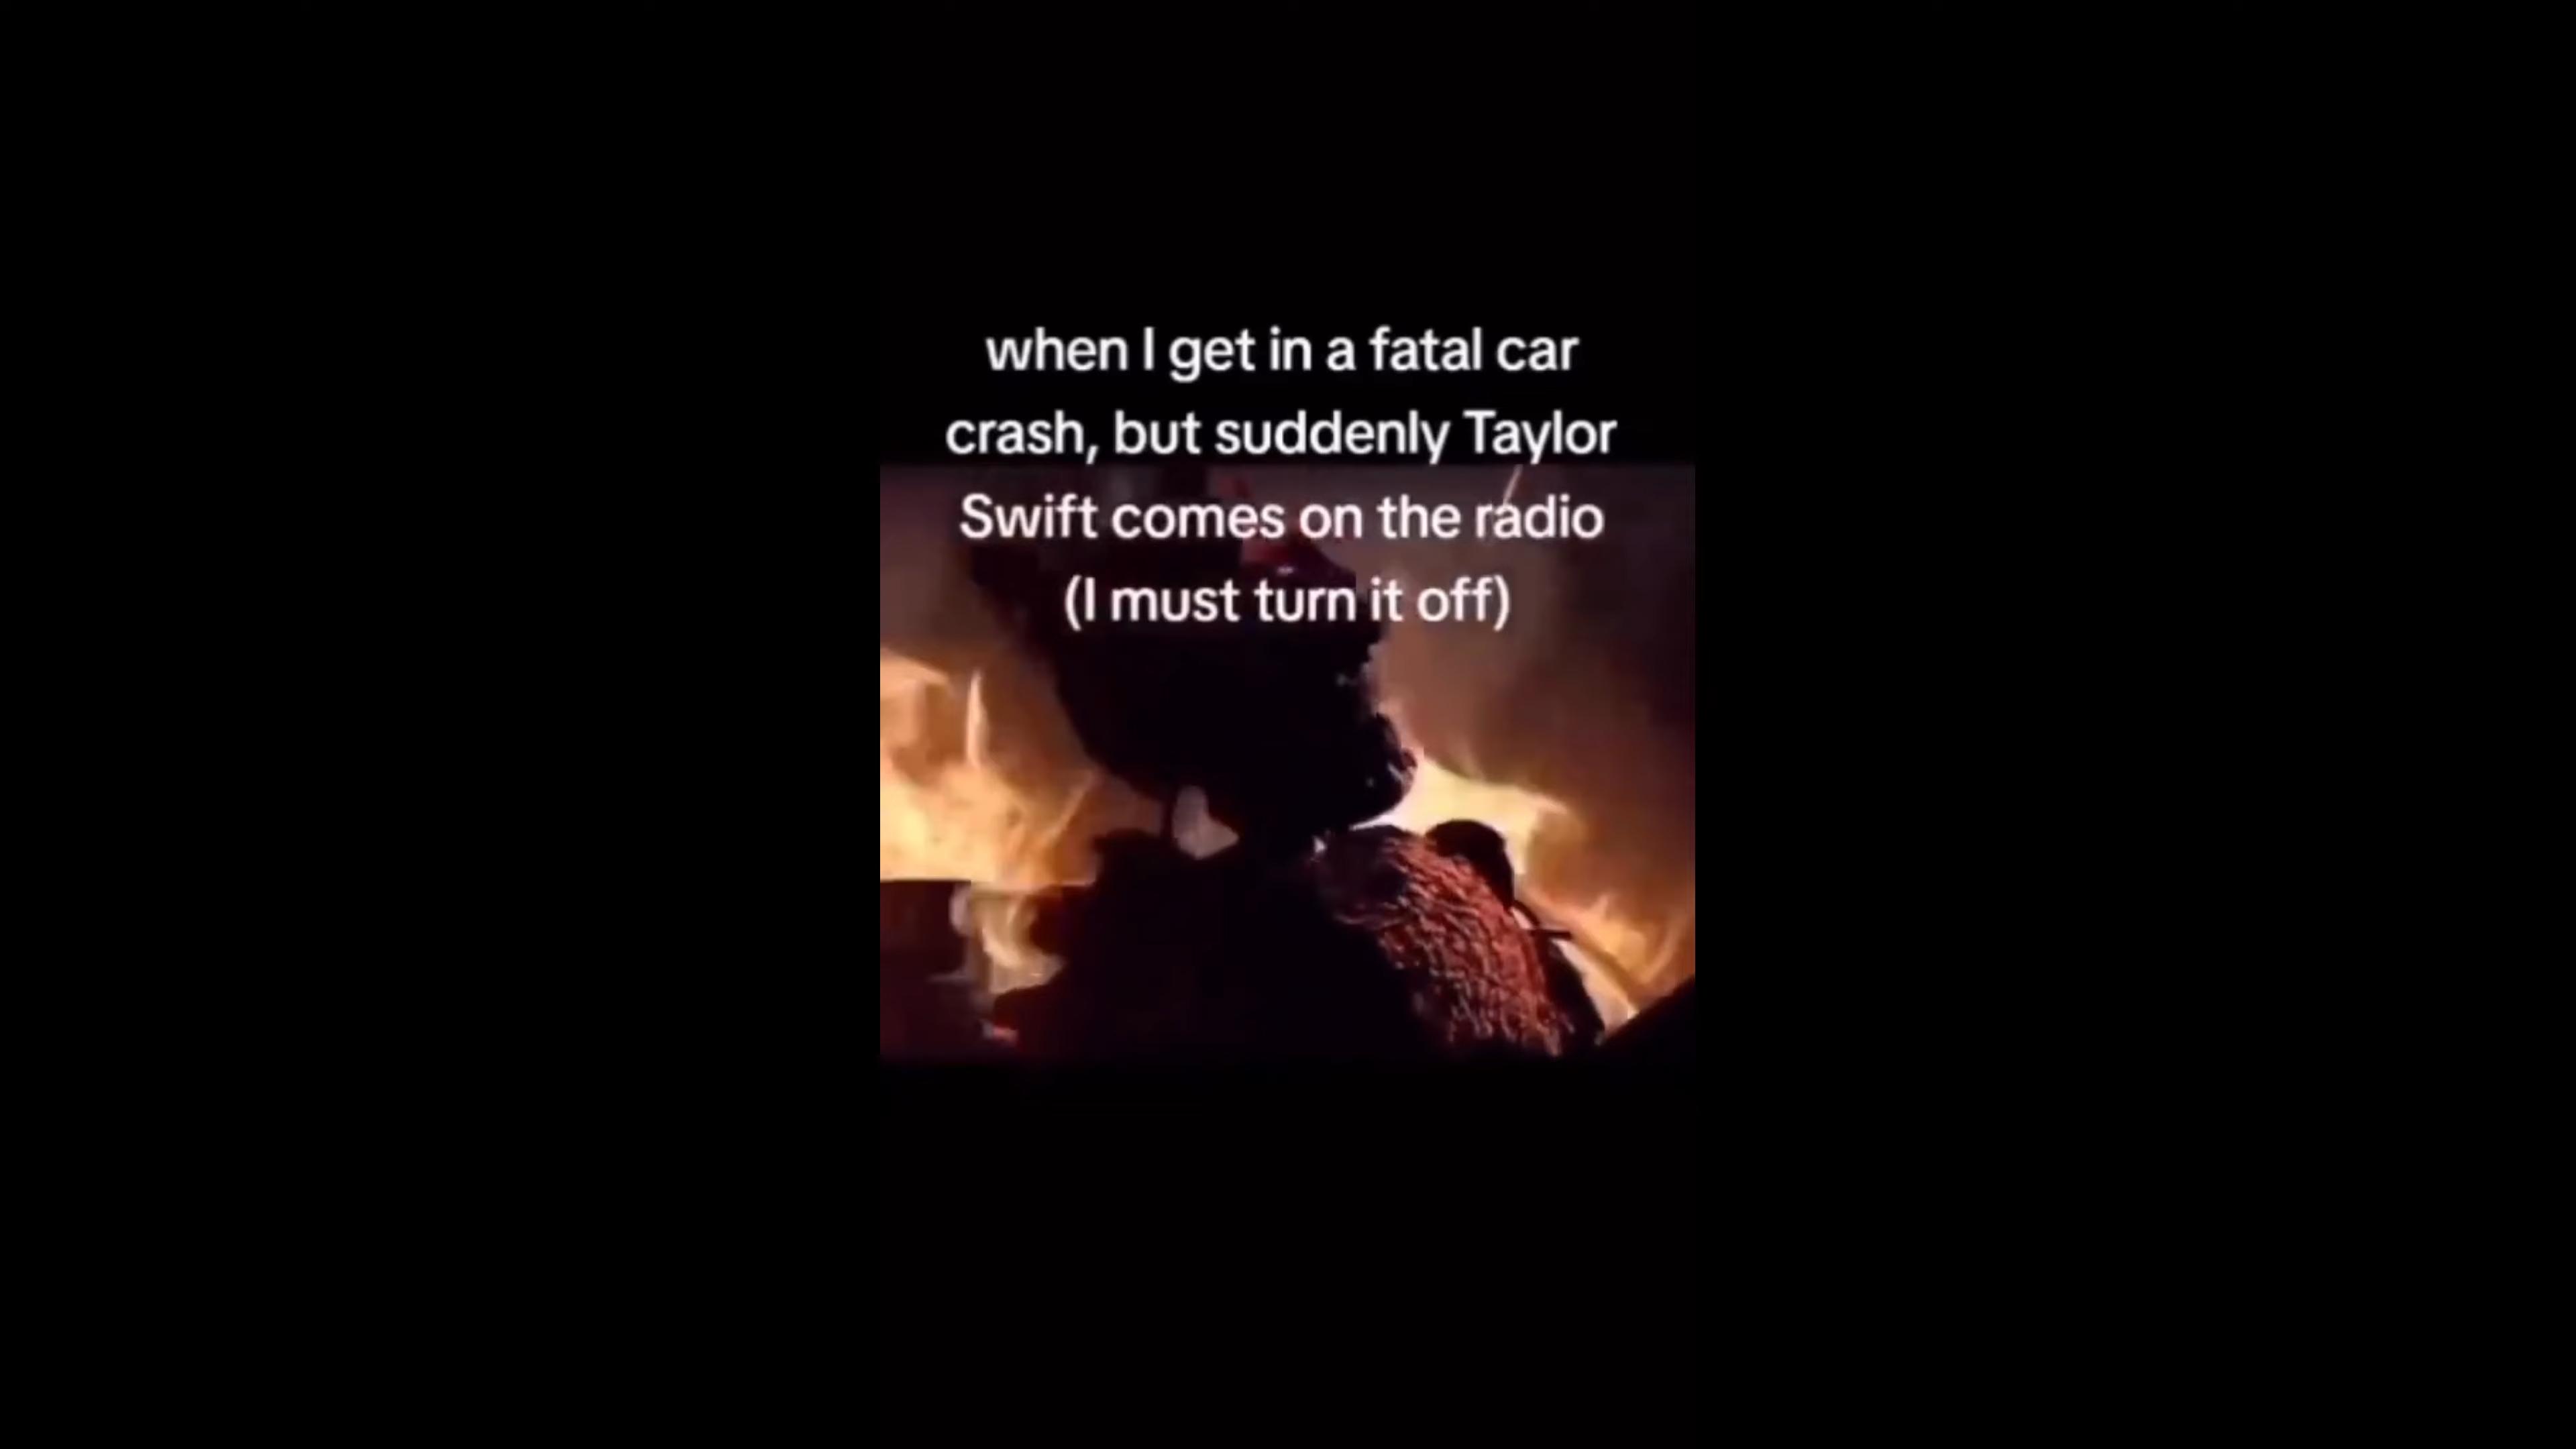 when I get in a fatal car
crash, but suddenly Taylor
Swift comes on the radio
(I must turn it off)